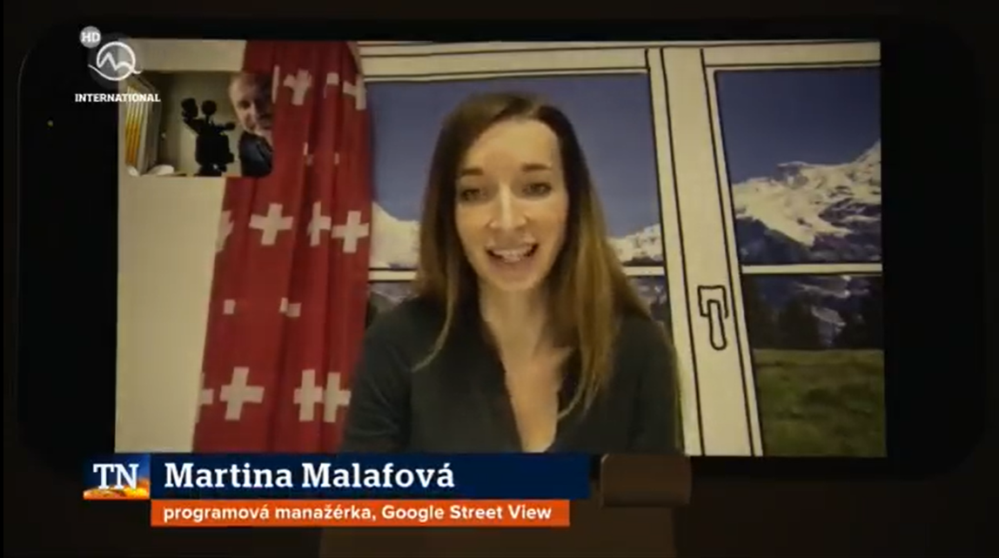 HD
INTERNATIONAL
TN
Martina Malafová
programová manažérka, Google Street View